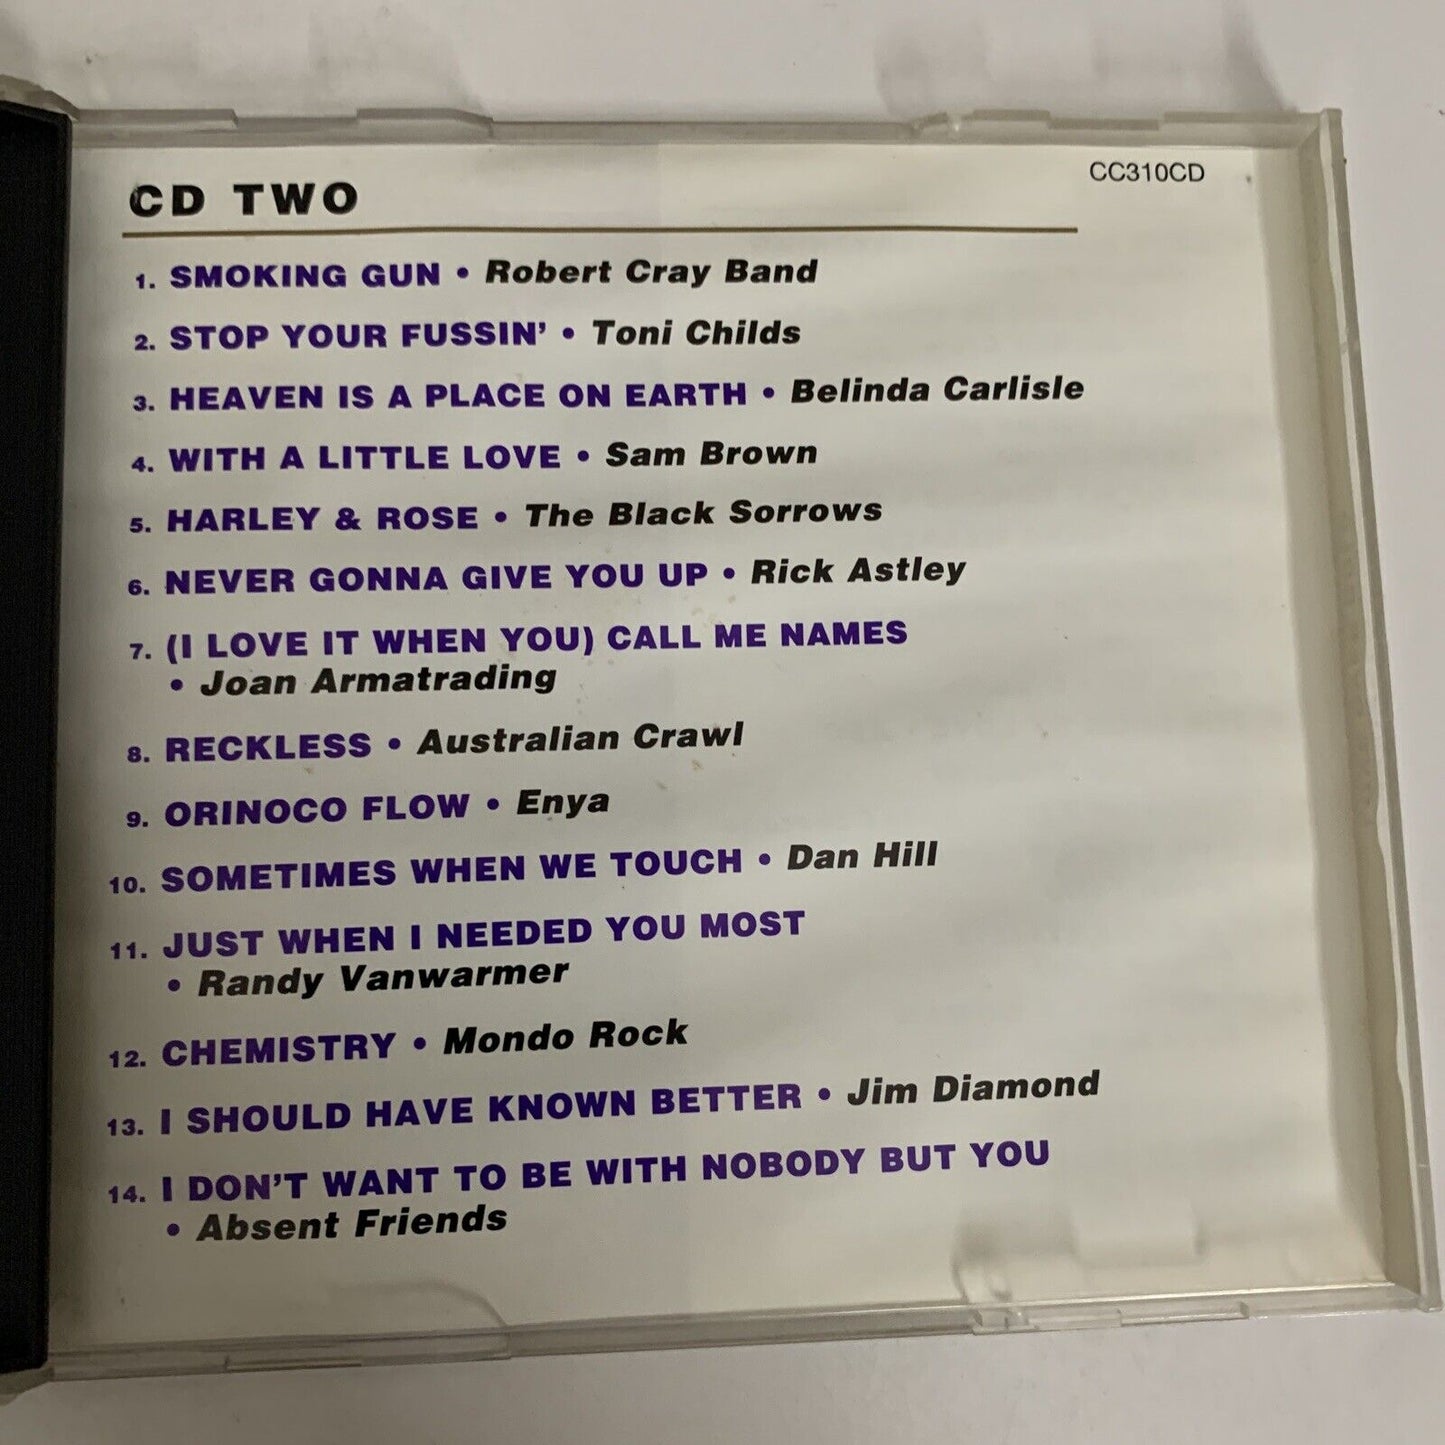 CC310CD
CD TWO
1. SMOKING GUN • Robert Cray Band
2. STOP YOUR FUSSIN' • Toni Childs
3. HEAVEN IS A PLACE ON EARTH • Belinda Carlisle
4. WITH A LITTLE LOVE • Sam Brown
5. HARLEY & ROSE • The Black Sorrows
6. NEVER GONNA GIVE YOU UP • Rick Astley
7. (I LOVE IT WHEN YOU) CALL ME NAMES
• Joan Armatrading
8. RECKLESS • Australian Crawl
9. ORINOCO FLOW • Enya
10. SOMETIMES WHEN WE TOUCH • Dan Hill
11. JUST WHEN I NEEDED YOU MOST
• Randy Vanwarmer
12. CHEMISTRY • Mondo Rock
13. I SHOULD HAVE KNOWN BETTER • Jim Diamond
14. I DON'T WANT TO BE WITH NOBODY BUT YOU
• Absent Friends